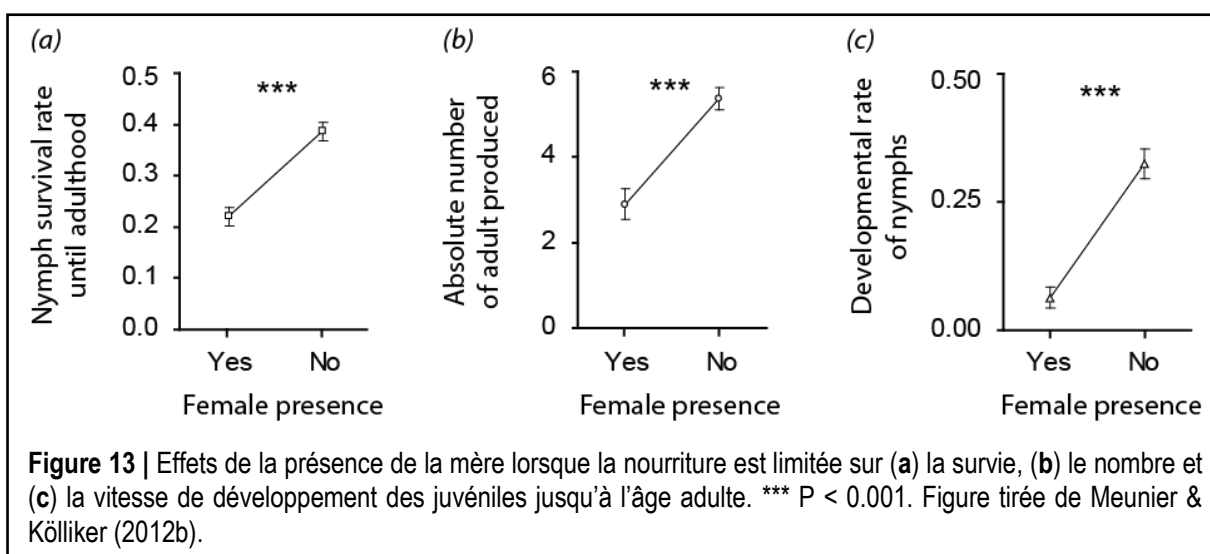 (a)
Nymph survival rate
until adulthood
0.5
0.4
0.3
0.2
0.1
0.0
***
Yes No
Female presence
(b)
Absolute number
of adult produced
6
4
2
0
***
Yes No
Female presence
(c)
Developmental rate
of nymphs
0.50
0.25
0.00
***
Yes No
Female presence
Figure 13 | Effets de la présence de la mère lorsque la nourriture est limitée sur (a) la survie, (b) le nombre et
(c) la vitesse de développement des juvéniles jusqu'à l'âge adulte. *** P < 0.001. Figure tirée de Meunier &
Kölliker (2012b).